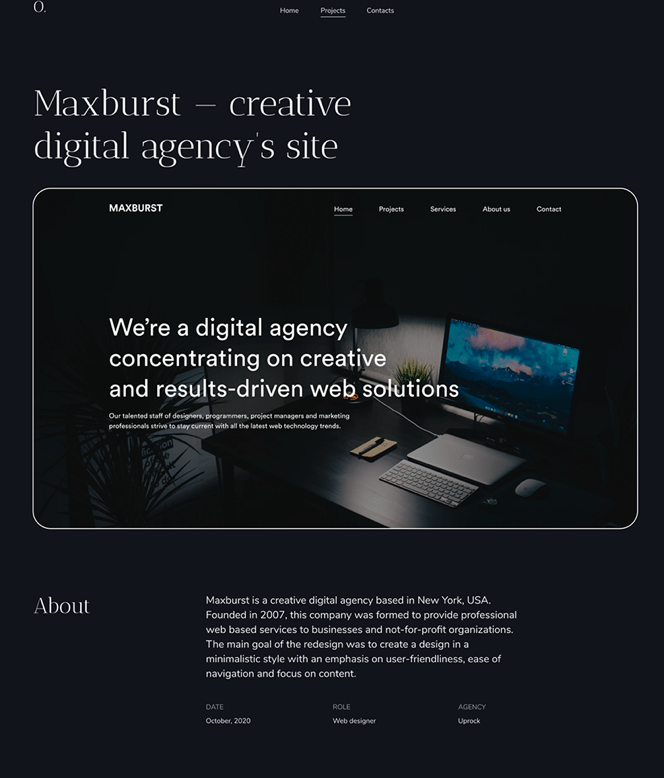 O.
Home Projects Contacts
Maxburst – creative
digital agency's site
MAXBURST Home Projects Services About us Contact
We're a digital agency
concentrating on creative
and results-driven web solutions
Our talented staff of designers, programmers, project managers and marketing
professionals strive to stay current with all the latest web technology trends.
About
Maxburst is a creative digital agency based in New York, USA.
Founded in 2007, this company was formed to provide professional
web based services to businesses and not-for-profit organizations.
The main goal of the redesign was to create a design in a
minimalistic style with an emphasis on user-friendliness, ease of
navigation and focus on content.
DATE ROLE AGENCY
October, 2020 Web designer Uprock